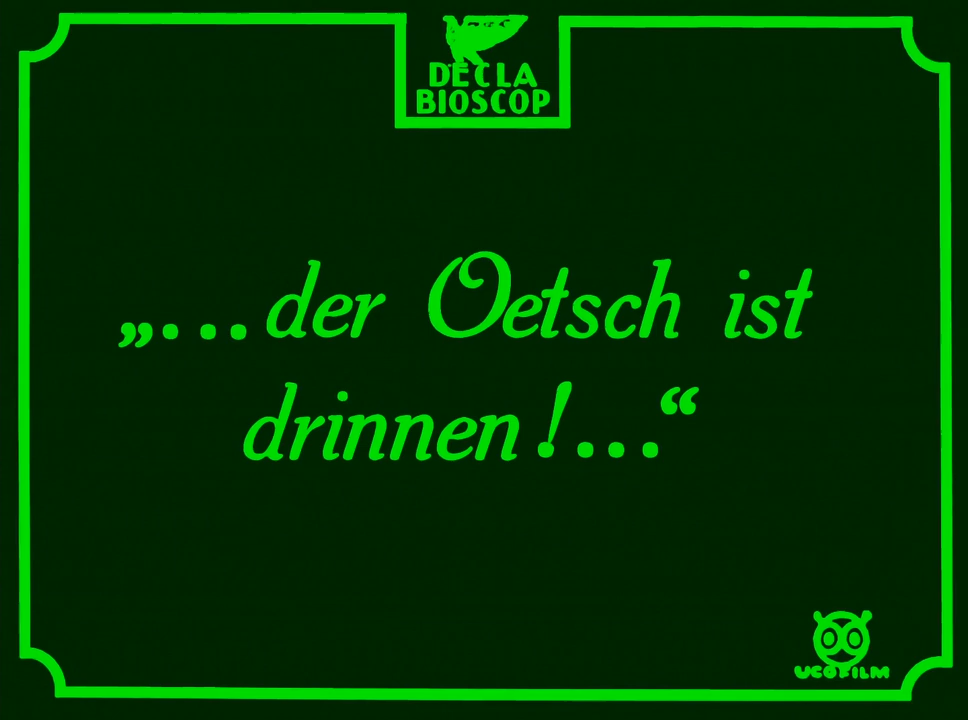 DECLA
BIOSCOP
„...der Oetsch ist
drinnen!...“
UCOFILM